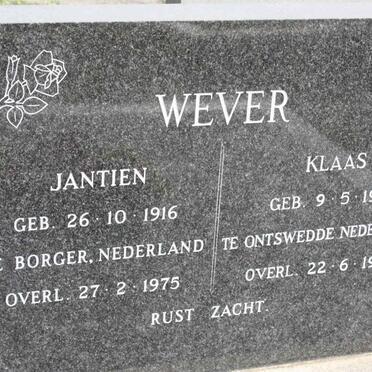 WEVER
JANTIEN
GEB. 26·10·1916
BORGER, NEDERLAND
OVERL. 27·2·1975
KLAAS
GEB. 9·5·
TE ONTSWEDDE
OVERL. 22·6·
RUST ZACHT.